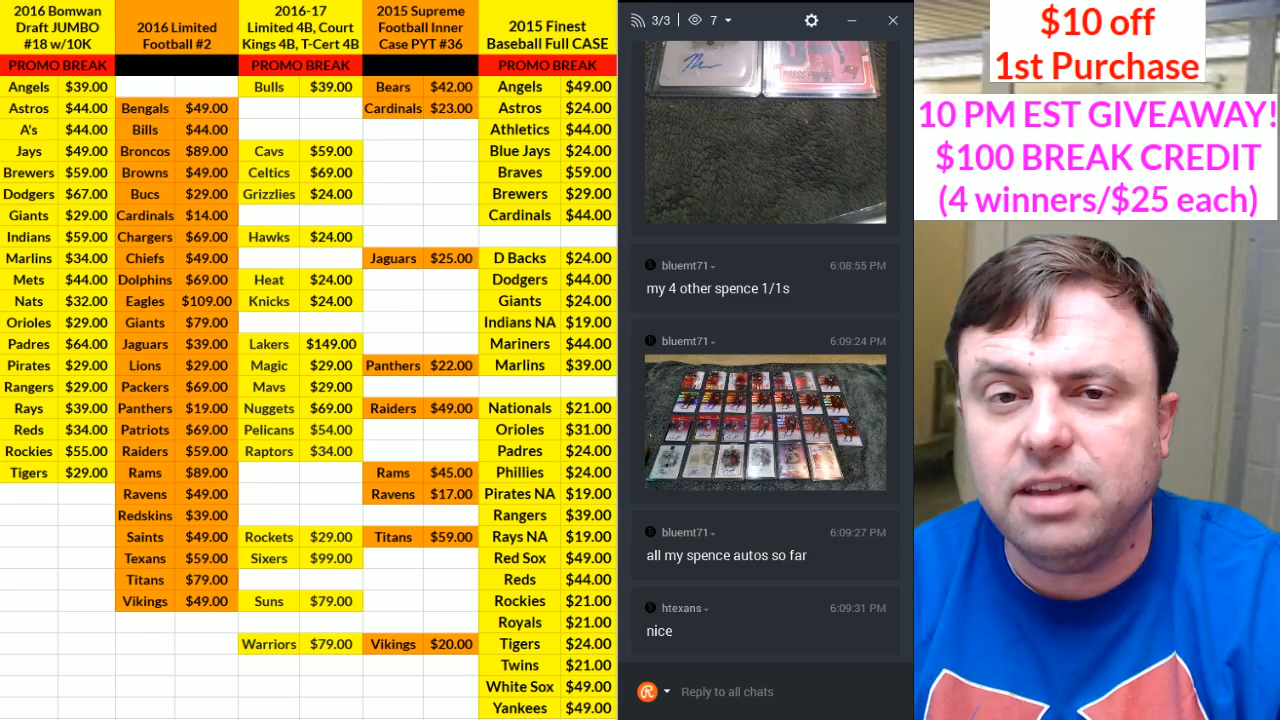 2016 Bomwan
Draft JUMBO
#18 w/10K
PROMO BREAK
Angels $39.00
Astros $44.00
A's $44.00
Jays $49.00
Brewers $59.00
Dodgers $67.00
Giants $29.00
Indians $59.00
Marlins $34.00
Mets $44.00
Nats $32.00
Orioles $29.00
Padres $64.00
Pirates $29.00
Rangers $29.00
Rays $39.00
Reds $34.00
Rockies $55.00
Tigers $29.00
2016 Limited
Football #2
Bengals $49.00
Bills $44.00
Broncos $89.00
Browns $49.00
Bucs $29.00
Cardinals $14.00
Chargers $69.00
Chiefs $49.00
Dolphins $69.00
Eagles $109.00
Giants $79.00
Jaguars $39.00
Lions $29.00
Packers $69.00
Panthers $19.00
Patriots $69.00
Raiders $59.00
Rams $89.00
Ravens $49.00
Redskins $39.00
Saints $49.00
Texans $59.00
Titans $79.00
Vikings $49.00
2016-17
Limited 4B, Court
Kings 4B, T-Cert 4B
PROMO BREAK
Bulls $39.00
Cavs $59.00
Celtics $69.00
Grizzlies $24.00
Hawks $24.00
Heat $24.00
Knicks $24.00
Lakers $149.00
Magic $29.00
Mavs $29.00
Nuggets $69.00
Pelicans $54.00
Raptors $34.00
Rockets $29.00
Sixers $99.00
Suns $79.00
Warriors $79.00
2015 Supreme
Football Inner
Case PYT #36
Bears $42.00
Cardinals $23.00
Jaguars $25.00
Panthers $22.00
Raiders $49.00
Rams $45.00
Ravens $17.00
Titans $59.00
Vikings $20.00
2015 Finest
Baseball Full CASE
PROMO BREAK
Angels $49.00
Astros $24.00
Athletics $44.00
Blue Jays $24.00
Braves $59.00
Brewers $29.00
Cardinals $44.00
D Backs $24.00
Dodgers $44.00
Giants $24.00
Indians NA $19.00
Mariners $44.00
Marlins $39.00
Nationals $21.00
Orioles $31.00
Padres $24.00
Phillies $24.00
Pirates NA $19.00
Rangers $39.00
Rays NA $19.00
Red Sox $49.00
Reds $44.00
Rockies $21.00
Royals $21.00
Tigers $24.00
Twins $21.00
White Sox $49.00
Yankees $49.00
3/3 7
PRESS
bluemt71 6:08:55 PM
my 4 other spence 1/1s
bluemt71 6:09:24 PM
bluemt71 6:09:27 PM
all my spence autos so far
htexans 6:09:31 PM
nice
Reply to all chats
$10 off
1st Purchase
10 PM EST GIVEAWAY!
$100 BREAK CREDIT
(4 winners/$25 each)